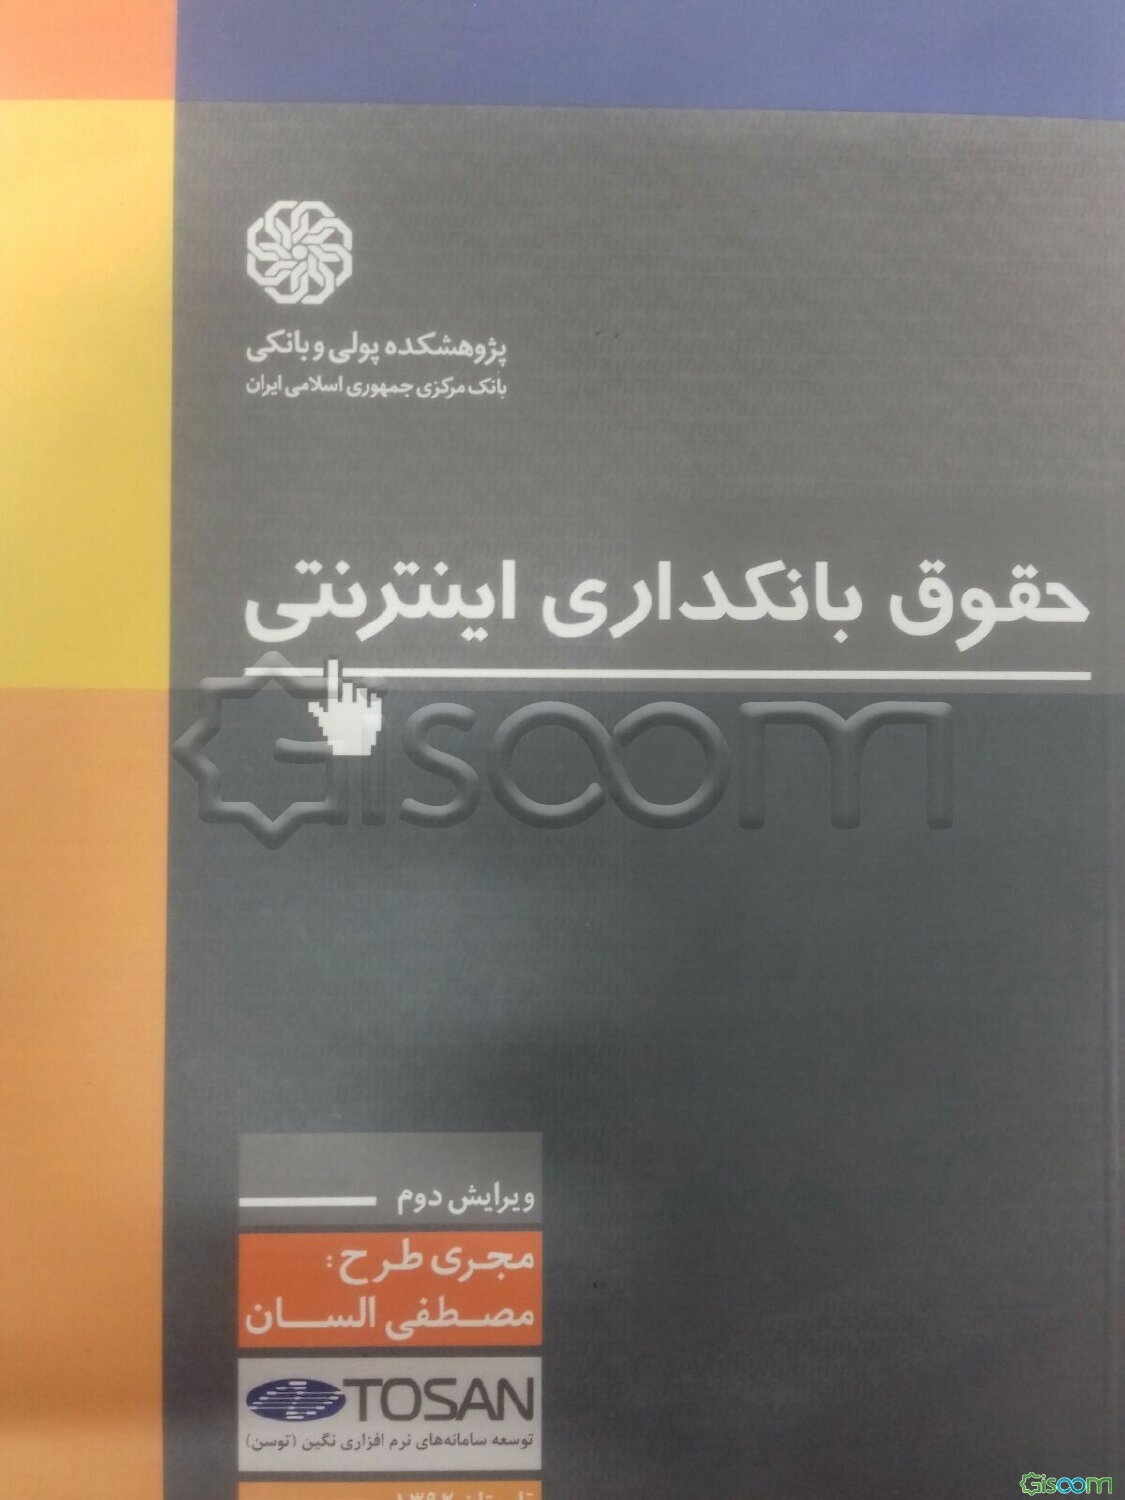 پژوهشکده پولی و بانکی
بانک مرکزی جمهوری اسلامی ایران
حقوق بانکداری اینترنتی
Gisoom
ویرایش دوم
مجری طرح:
مصطفی السان
TOSAN
توسعه سامانه‌های نرم افزاری نگین (توسن)
Gisoom